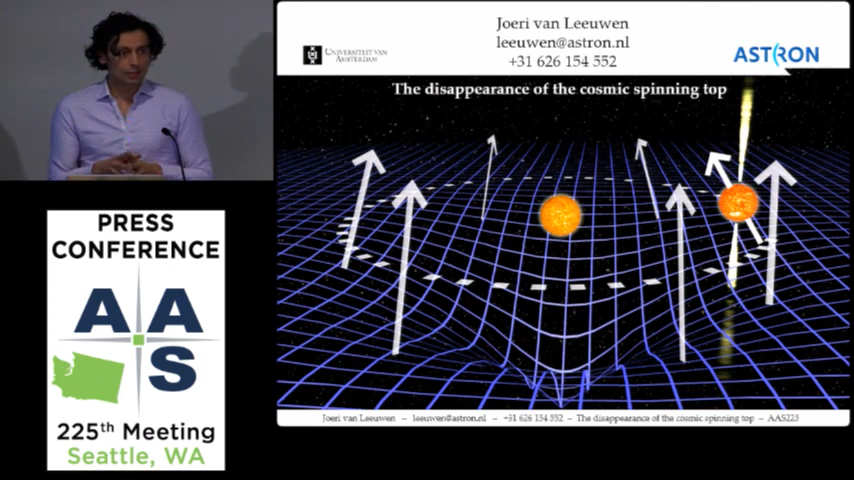 Joeri van Leeuwen
leeuwen@astron.nl
+31 626 154 552
UNIVERSITEIT VAN
AMSTERDAM
ASTRON
The disappearance of the cosmic spinning top
PRESS
CONFERENCE
AAS
225th Meeting
Seattle, WA
Joeri van Leeuwen – leeuwen@astron.nl – +31 626 154 552 – The disappearance of the cosmic spinning top – AAS225